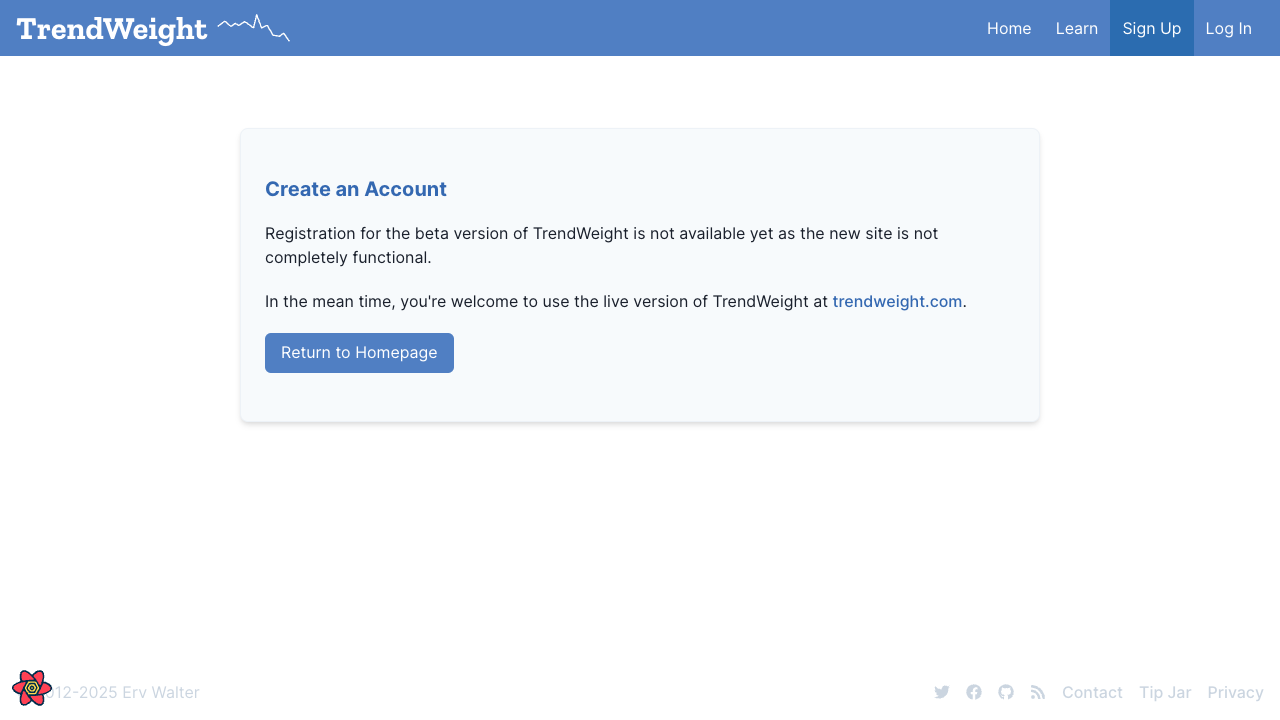 TrendWeight
Home Learn Sign Up Log In
Create an Account
Registration for the beta version of TrendWeight is not available yet as the new site is not
completely functional.
In the mean time, you're welcome to use the live version of TrendWeight at trendweight.com.
Return to Homepage
012-2025 Erv Walter
Contact Tip Jar Privacy